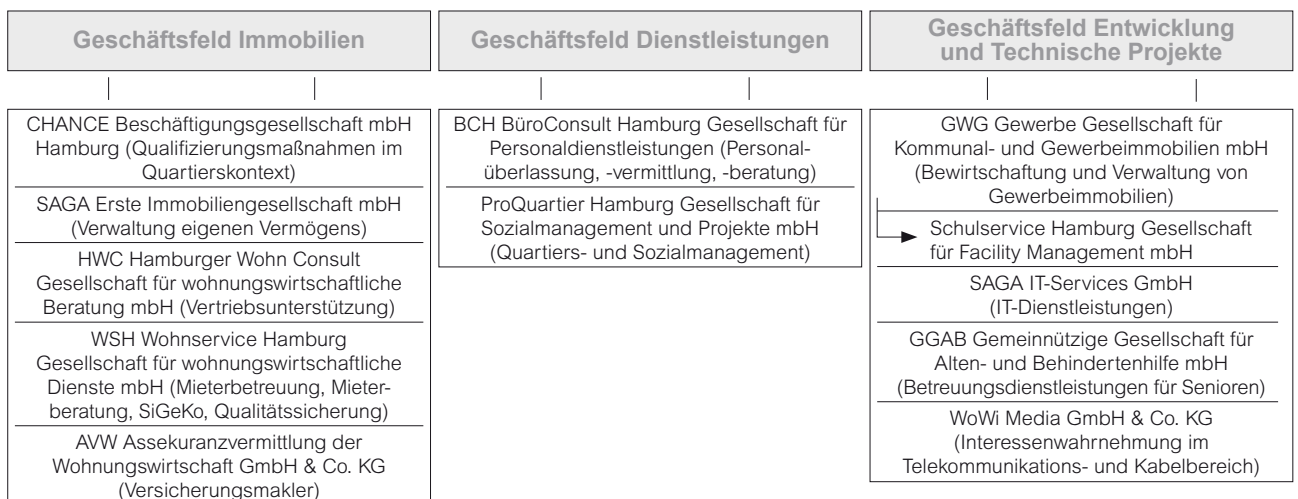 Geschäftsfeld Immobilien
CHANCE Beschäftigungsgesellschaft mbH
Hamburg (Qualifizierungsmaßnahmen im
Quartierskontext)
SAGA Erste Immobiliengesellschaft mbH
(Verwaltung eigenen Vermögens)
HWC Hamburger Wohn Consult
Gesellschaft für wohnungswirtschaftliche
Beratung mbH (Vertriebsunterstützung)
WSH Wohnservice Hamburg
Gesellschaft für wohnungswirtschaftliche
Dienste mbH (Mieterbetreuung, Mieter-
beratung, SiGeKo, Qualitätssicherung)
AVW Assekuranzvermittlung der
Wohnungswirtschaft GmbH & Co. KG
(Versicherungsmakler)
Geschäftsfeld Dienstleistungen
BCH BüroConsult Hamburg Gesellschaft für
Personaldienstleistungen (Personal-
überlassung, -vermittlung, -beratung)
ProQuartier Hamburg Gesellschaft für
Sozialmanagement und Projekte mbH
(Quartiers- und Sozialmanagement)
Geschäftsfeld Entwicklung
und Technische Projekte
GWG Gewerbe Gesellschaft für
Kommunal- und Gewerbeimmobilien mbH
(Bewirtschaftung und Verwaltung von
Gewerbeimmobilien)
Schulservice Hamburg Gesellschaft
für Facility Management mbH
SAGA IT-Services GmbH
(IT-Dienstleistungen)
GGAB Gemeinnützige Gesellschaft für
Alten- und Behindertenhilfe mbH
(Betreuungsdienstleistungen für Senioren)
WoWi Media GmbH & Co. KG
(Interessenwahrnehmung im
Telekommunikations- und Kabelbereich)